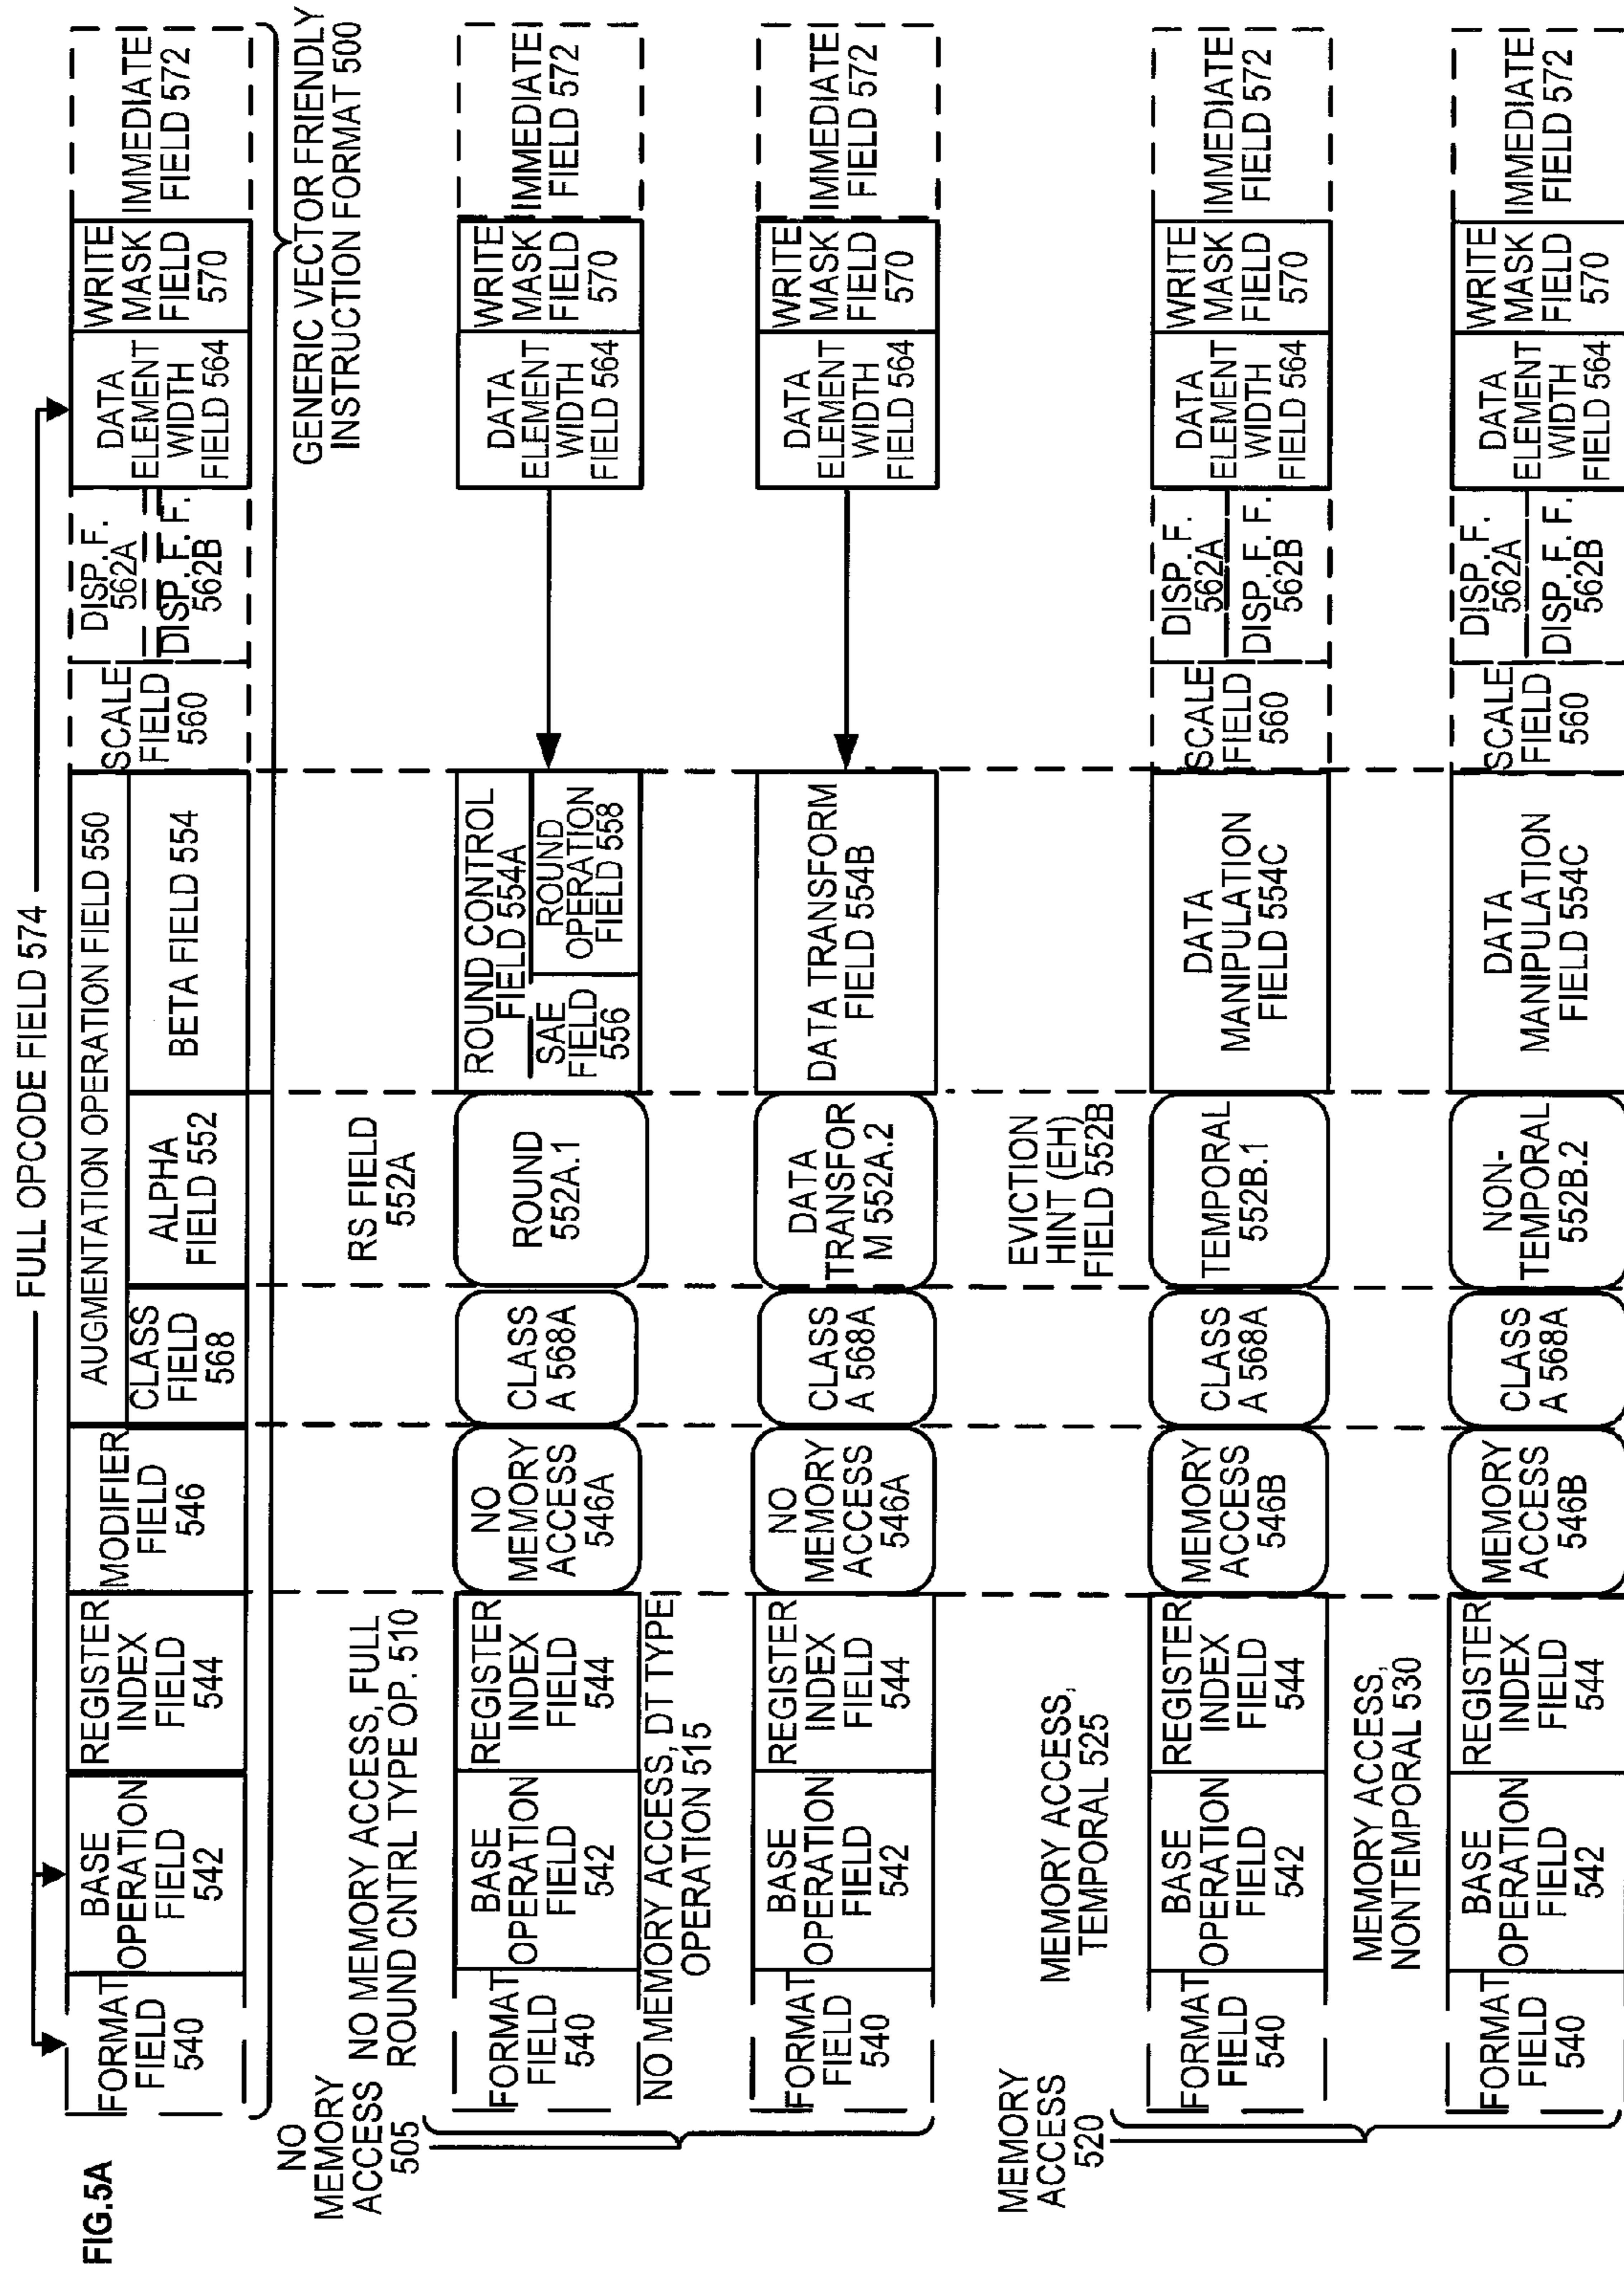 FIG.5A
FULL OPCODE FIELD 574
FORMAT
FIELD
540
BASE
OPERATION
FIELD
542
REGISTER
INDEX
FIELD
544
MODIFIER
FIELD
546
AUGMENTATION OPERATION FIELD 550
CLASS
FIELD
568
ALPHA
FIELD 552
BETA FIELD 554
SCALE
FIELD
560
DISP. F.
562A
DISP. F. F.
562B
DATA
ELEMENT
WIDTH
FIELD 564
WRITE
MASK
FIELD
570
IMMEDIATE
FIELD 572
GENERIC VECTOR FRIENDLY
INSTRUCTION FORMAT 500
NO
MEMORY
ACCESS
505
NO MEMORY ACCESS, FULL
ROUND CNTRL TYPE OP. 510
RS FIELD
552A
FORMAT
FIELD
540
BASE
OPERATION
FIELD
542
REGISTER
INDEX
FIELD
544
NO
MEMORY
ACCESS
546A
CLASS
A 568A
ROUND
552A.1
ROUND CONTROL
FIELD 554A
SAE
FIELD
556
ROUND
OPERATION
FIELD 558
DATA
ELEMENT
WIDTH
FIELD 564
WRITE
MASK
FIELD
570
IMMEDIATE
FIELD 572
NO MEMORY ACCESS, DT TYPE
OPERATION 515
FORMAT
FIELD
540
BASE
OPERATION
FIELD
542
REGISTER
INDEX
FIELD
544
NO
MEMORY
ACCESS
546A
CLASS
A 568A
DATA
TRANSFOR
M 552A.2
DATA TRANSFORM
FIELD 554B
DATA
ELEMENT
WIDTH
FIELD 564
WRITE
MASK
FIELD
570
IMMEDIATE
FIELD 572
MEMORY
ACCESS
520
MEMORY ACCESS,
TEMPORAL 525
EVICTION
HINT (EH)
FIELD 552B
FORMAT
FIELD
540
BASE
OPERATION
FIELD
542
REGISTER
INDEX
FIELD
544
MEMORY
ACCESS
546B
CLASS
A 568A
TEMPORAL
552B.1
DATA
MANIPULATION
FIELD 554C
SCALE
FIELD
560
DISP. F.
562A
DISP. F. F.
562B
DATA
ELEMENT
WIDTH
FIELD 564
WRITE
MASK
FIELD
570
IMMEDIATE
FIELD 572
MEMORY ACCESS,
NONTEMPORAL 530
FORMAT
FIELD
540
BASE
OPERATION
FIELD
542
REGISTER
INDEX
FIELD
544
MEMORY
ACCESS
546B
CLASS
A 568A
NON-
TEMPORAL
552B.2
DATA
MANIPULATION
FIELD 554C
SCALE
FIELD
560
DISP. F.
562A
DISP. F. F.
562B
DATA
ELEMENT
WIDTH
FIELD 564
WRITE
MASK
FIELD
570
IMMEDIATE
FIELD 572